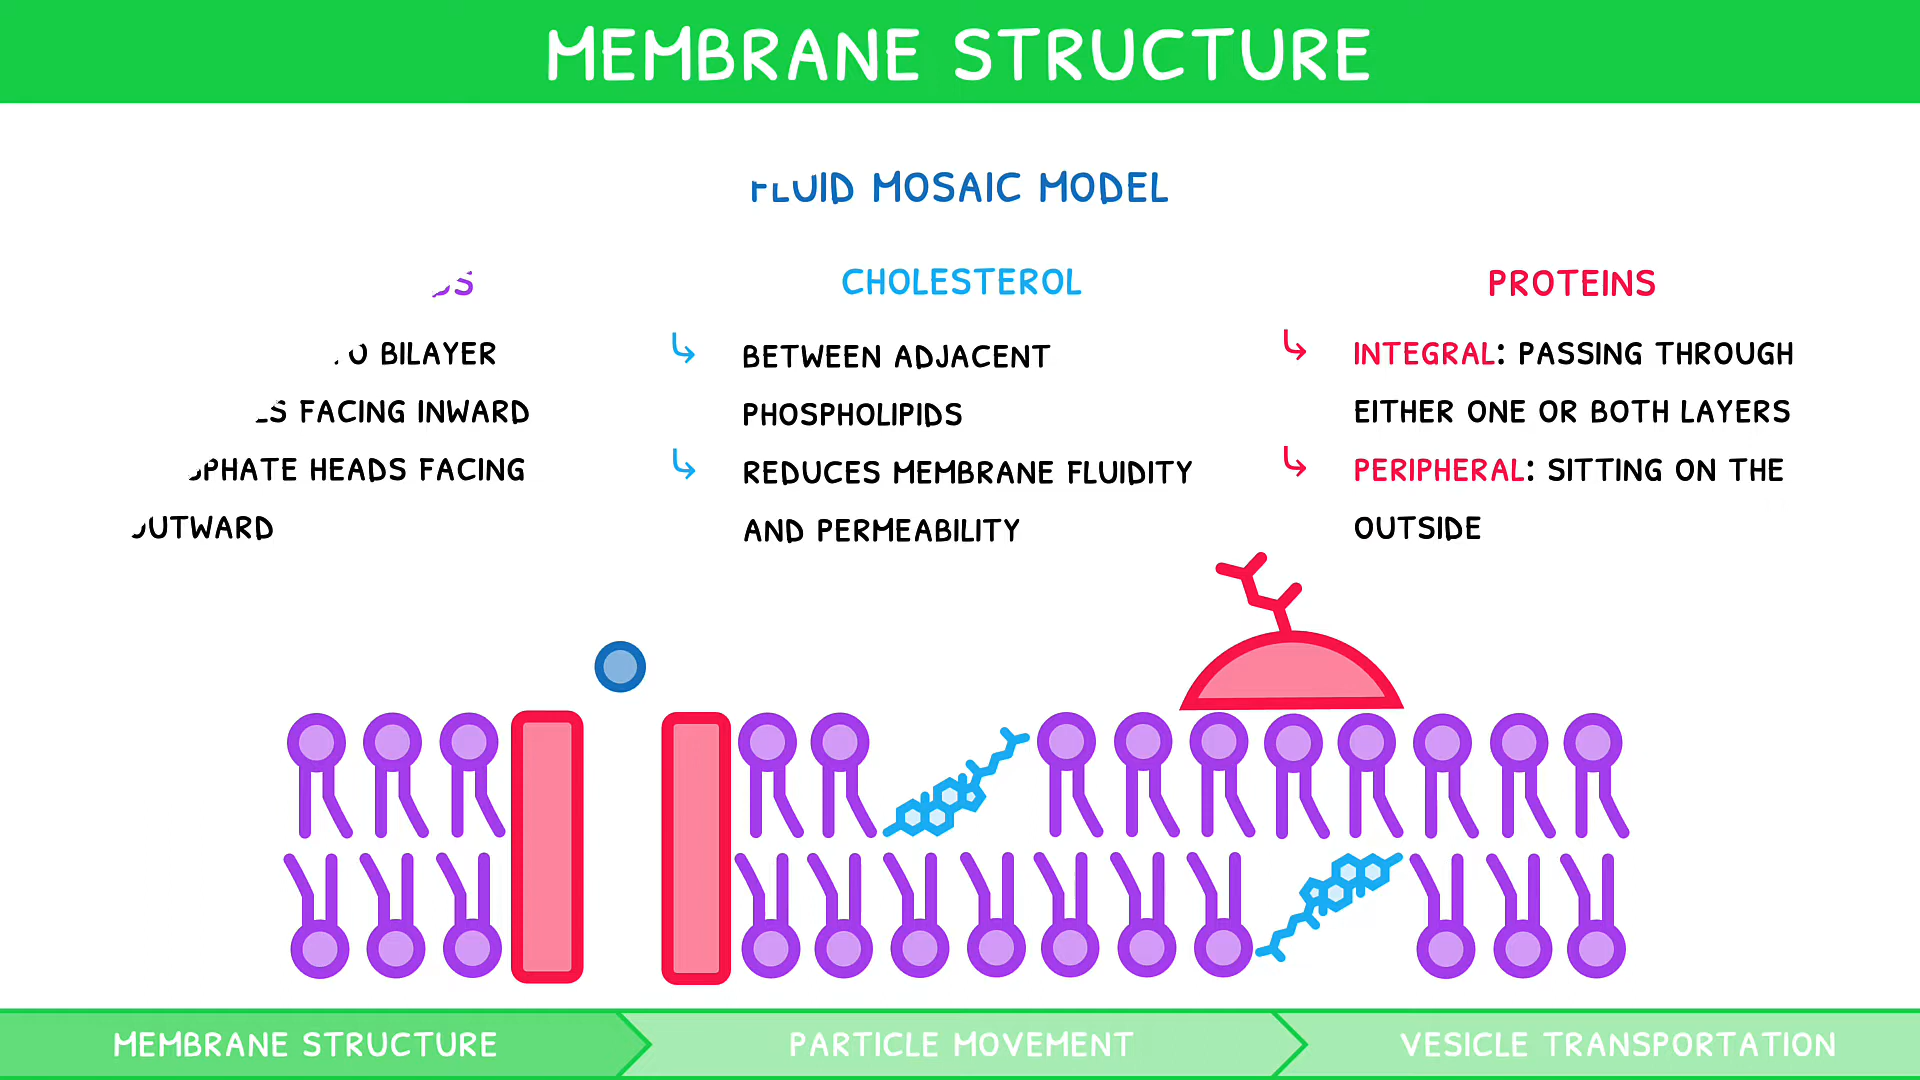 MEMBRANE STRUCTURE
FLUID MOSAIC MODEL
BILAYER
FACING INWARD
HEADS FACING
OUTWARD
CHOLESTEROL
BETWEEN ADJACENT
PHOSPHOLIPIDS
REDUCES MEMBRANE FLUIDITY
AND PERMEABILITY
PROTEINS
INTEGRAL: PASSING THROUGH
EITHER ONE OR BOTH LAYERS
PERIPHERAL: SITTING ON THE
OUTSIDE
MEMBRANE STRUCTURE
PARTICLE MOVEMENT
VESICLE TRANSPORTATION